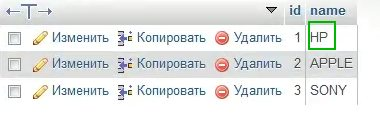 id name
Изменить Копировать Удалить 1 HP
Изменить Копировать Удалить 2 APPLE
Изменить Копировать Удалить 3 SONY